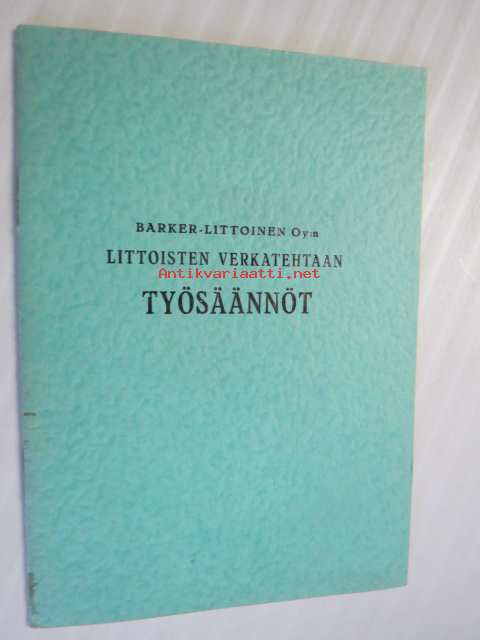 BARKER-LITTOINEN Oy:n
LITTOISTEN VERKATEHTAAN
Antikvariaatti.net
TYÖSÄÄNNÖT